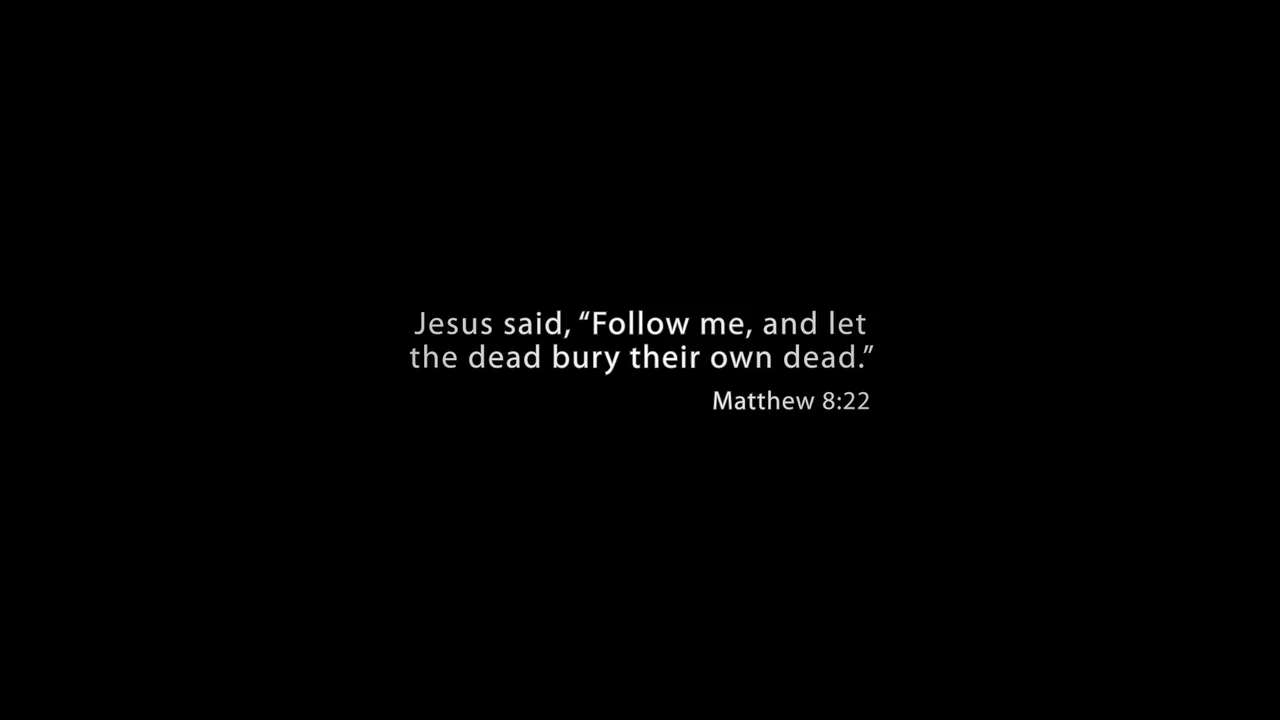 Jesus said, “Follow me, and let
the dead bury their own dead.”
Matthew 8:22